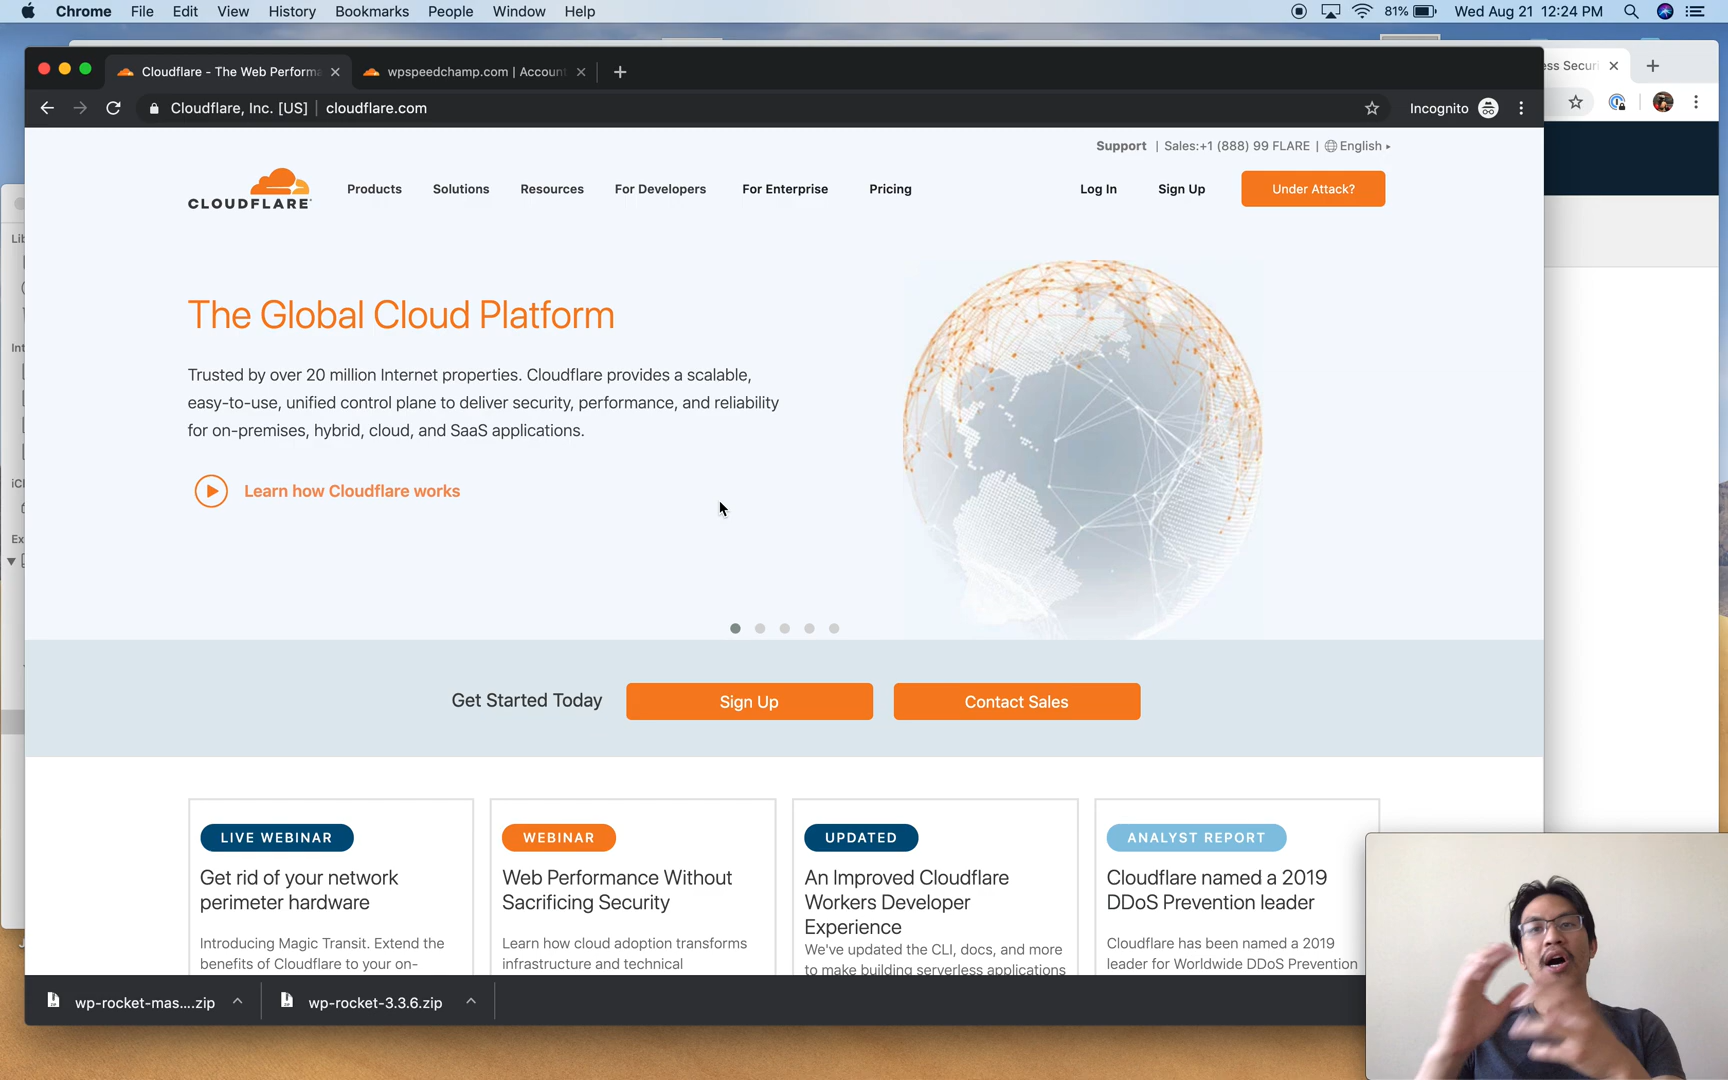 Chrome File Edit View History Bookmarks People Window Help
81% Wed Aug 21 12:24 PM
Cloudflare - The Web Performa
wpspeedchamp.com | Account
ess Securi
Cloudflare, Inc. [US] | cloudflare.com
Incognito
Support | Sales:+1 (888) 99 FLARE | English
CLOUDFLARE
Products Solutions Resources For Developers For Enterprise Pricing
Log In Sign Up Under Attack?
The Global Cloud Platform
Trusted by over 20 million Internet properties. Cloudflare provides a scalable,
easy-to-use, unified control plane to deliver security, performance, and reliability
for on-premises, hybrid, cloud, and SaaS applications.
Learn how Cloudflare works
Get Started Today Sign Up Contact Sales
LIVE WEBINAR
Get rid of your network
perimeter hardware
Introducing Magic Transit. Extend the
benefits of Cloudflare to your on-
WEBINAR
Web Performance Without
Sacrificing Security
Learn how cloud adoption transforms
infrastructure and technical
UPDATED
An Improved Cloudflare
Workers Developer
Experience
We've updated the CLI, docs, and more
to make building serverless applications
ANALYST REPORT
Cloudflare named a 2019
DDoS Prevention leader
Cloudflare has been named a 2019
leader for Worldwide DDoS Prevention
wp-rocket-mas....zip
wp-rocket-3.3.6.zip